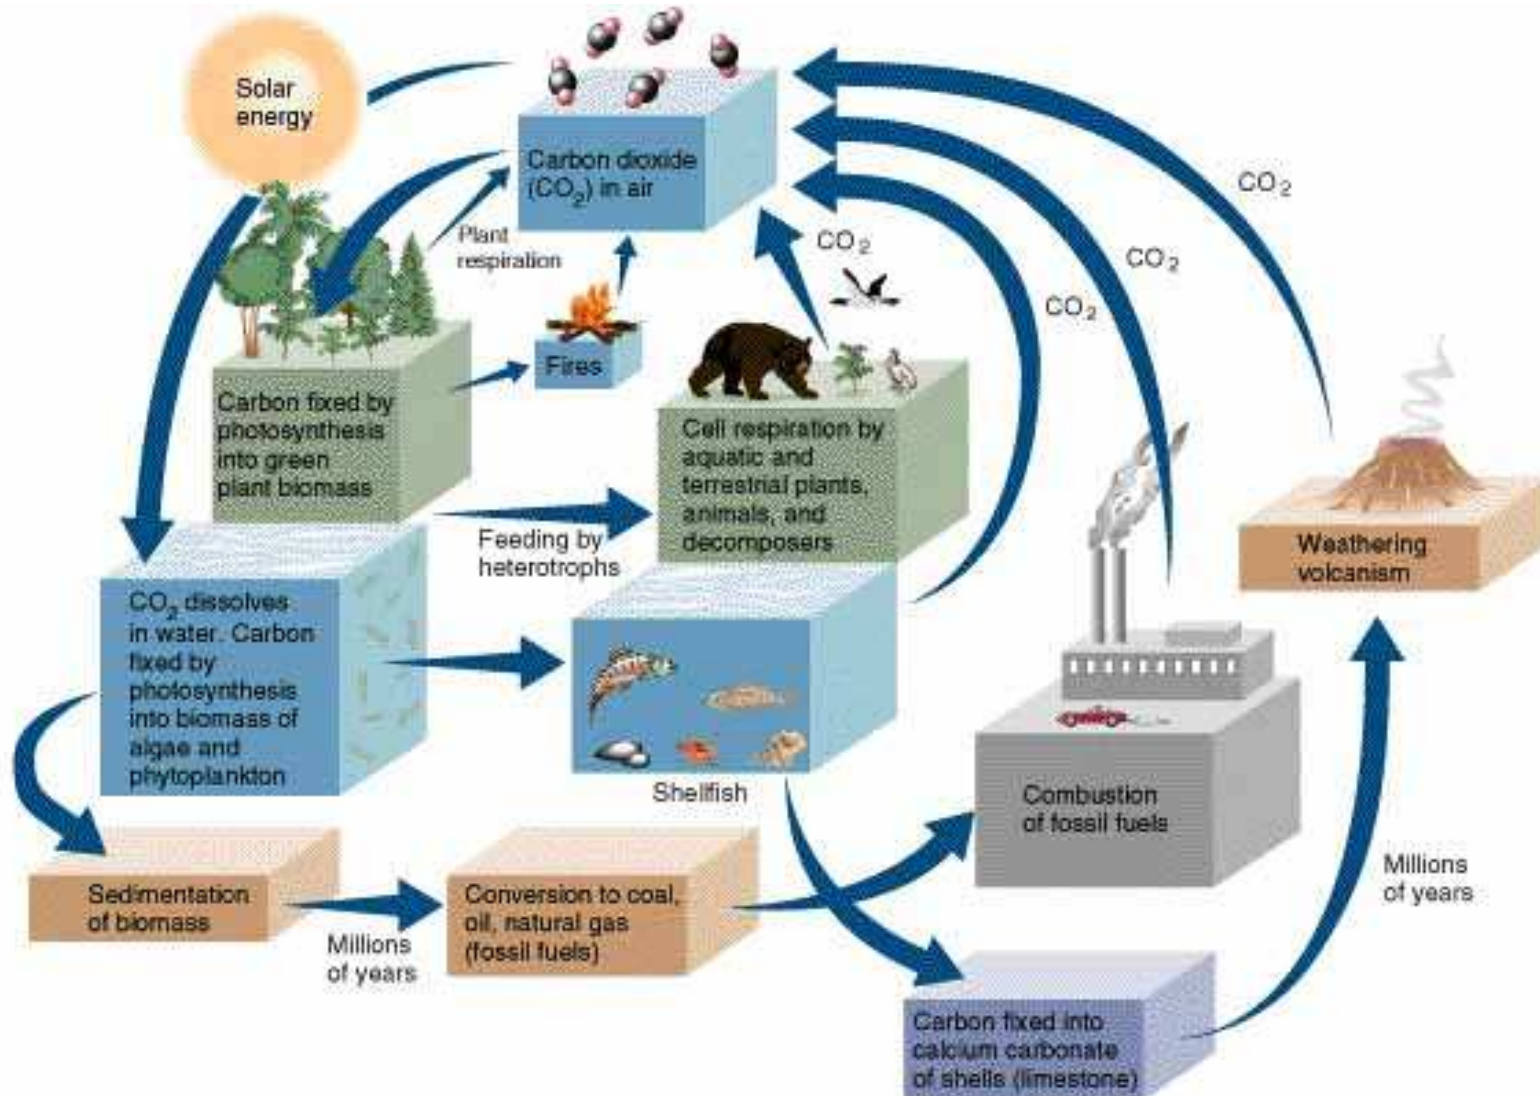 Solar
energy
Carbon dioxide
(CO₂) in air
Plant
respiration
CO₂
CO₂
CO₂
CO₂
Fires
Carbon fixed by
photosynthesis
into green
plant biomass
Cell respiration by
aquatic and
terrestrial plants,
animals, and
decomposers
Feeding by
heterotrophs
Weathering
volcanism
CO₂ dissolves
in water. Carbon
fixed by
photosynthesis
into biomass of
algae and
phytoplankton
Shellfish
Combustion
of fossil fuels
Sedimentation
of biomass
Millions
of years
Conversion to coal,
oil, natural gas
(fossil fuels)
Millions
of years
Carbon fixed into
calcium carbonate
of shells (limestone)